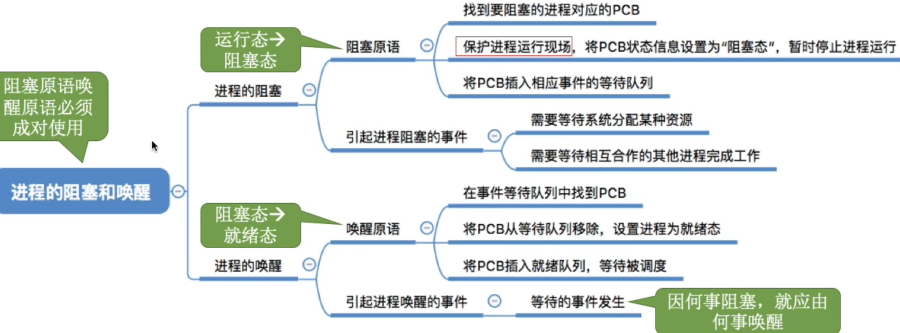 找到要阻塞的进程对应的PCB
运行态→
阻塞态
阻塞原语
保护进程运行现场，将PCB状态信息设置为“阻塞态”，暂时停止进程运行
进程的阻塞
将PCB插入相应事件的等待队列
阻塞原语唤
醒原语必须
成对使用
需要等待系统分配某种资源
引起进程阻塞的事件
需要等待相互合作的其他进程完成工作
进程的阻塞和唤醒
在事件等待队列中找到PCB
阻塞态→
就绪态
唤醒原语
将PCB从等待队列移除，设置进程为就绪态
进程的唤醒
将PCB插入就绪队列，等待被调度
引起进程唤醒的事件
等待的事件发生
因何事阻塞，就应由
何事唤醒